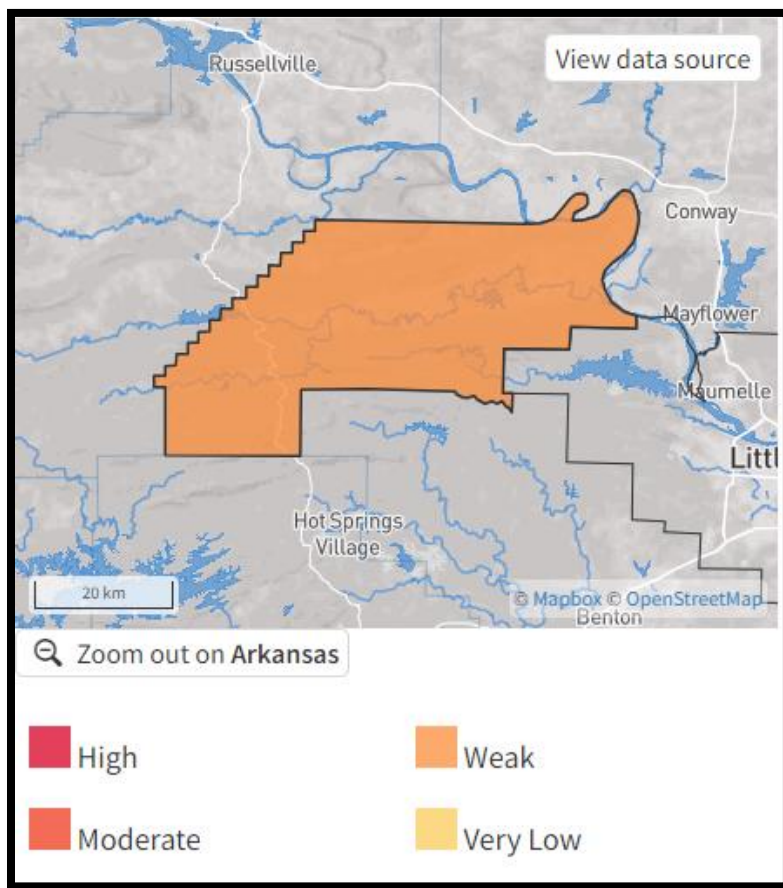 Russellville
View data source
Conway
Mayflower
Maumelle
Littl
Hot Springs
Village
20 km
© Mapbox © OpenStreetMap
Benton
Zoom out on Arkansas
High
Weak
Moderate
Very Low